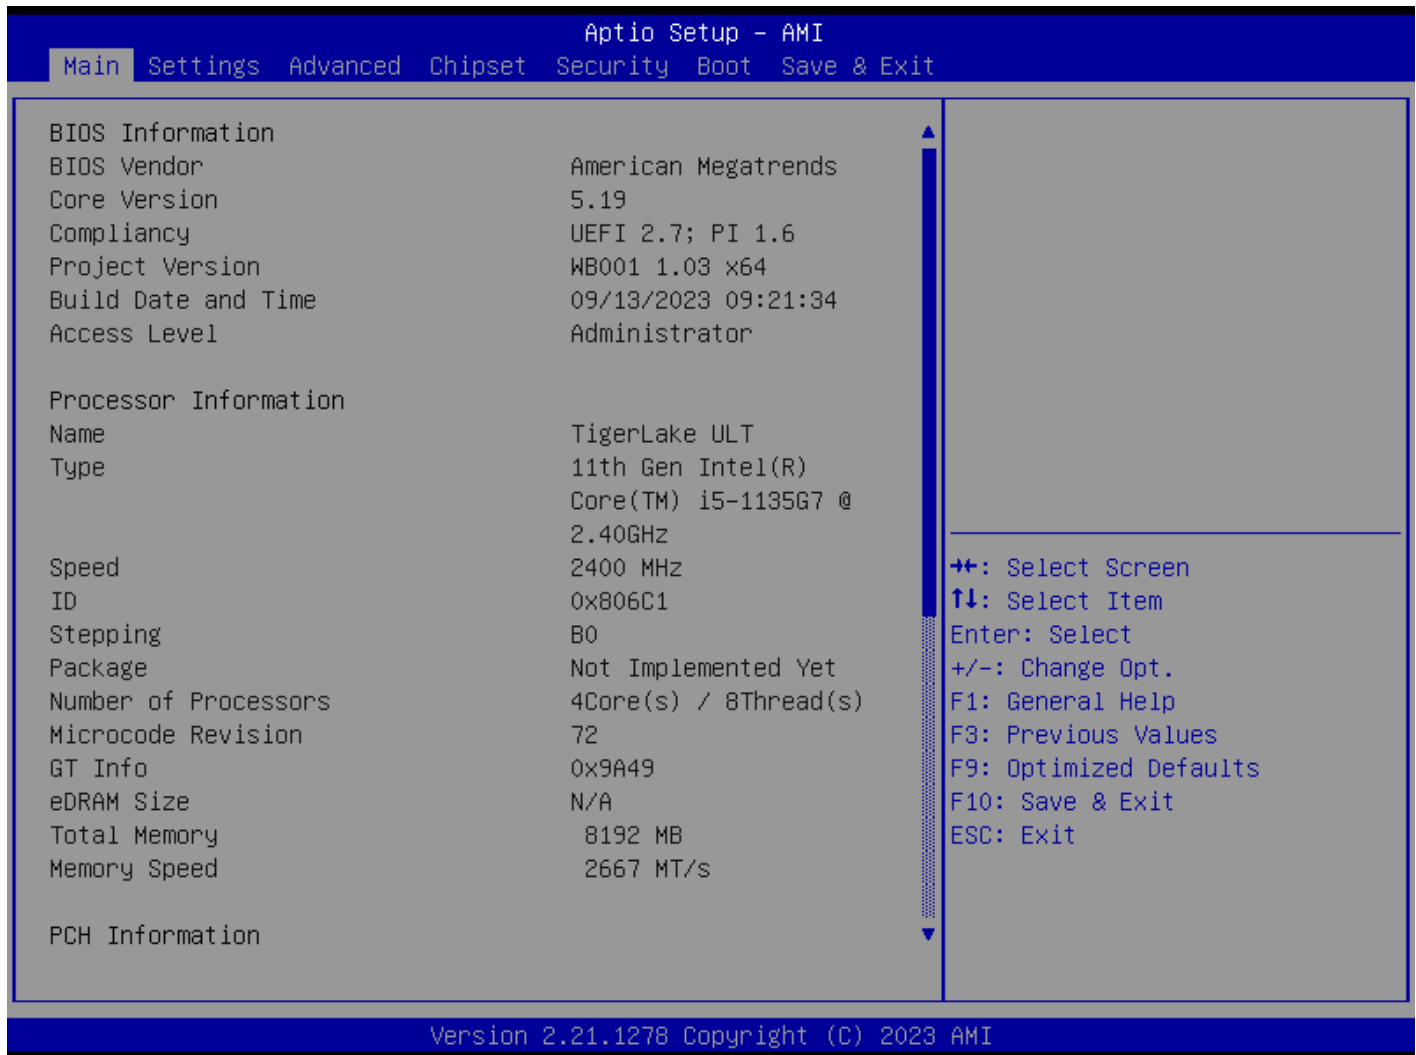 Aptio Setup - AMI
Main Settings Advanced Chipset Security Boot Save & Exit
BIOS Information
BIOS Vendor American Megatrends
Core Version 5.19
Compliancy UEFI 2.7; PI 1.6
Project Version WB001 1.03 x64
Build Date and Time 09/13/2023 09:21:34
Access Level Administrator
Processor Information
Name TigerLake ULT
Type 11th Gen Intel(R)
Core(TM) i5-1135G7 @
2.40GHz
Speed 2400 MHz
ID 0x806C1
Stepping B0
Package Not Implemented Yet
Number of Processors 4Core(s) / 8Thread(s)
Microcode Revision 72
GT Info 0x9A49
eDRAM Size N/A
Total Memory 8192 MB
Memory Speed 2667 MT/s
PCH Information
→←: Select Screen
↑↓: Select Item
Enter: Select
+/-: Change Opt.
F1: General Help
F3: Previous Values
F9: Optimized Defaults
F10: Save & Exit
ESC: Exit
Version 2.21.1278 Copyright (C) 2023 AMI